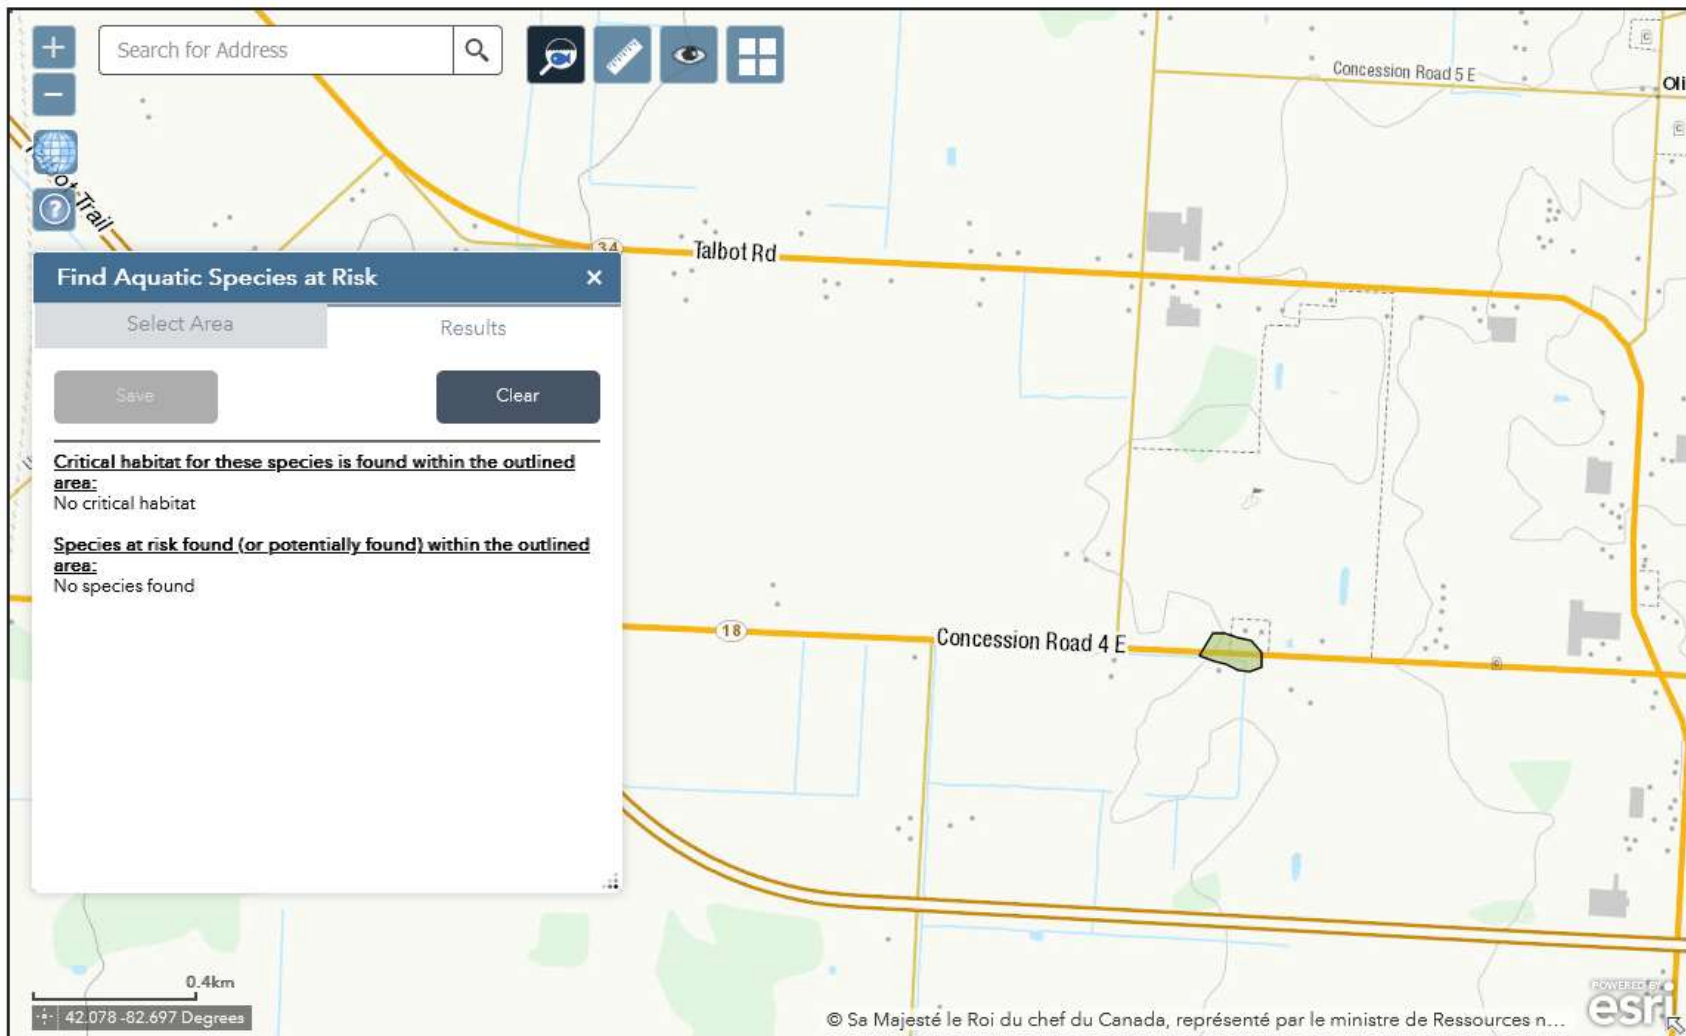 Search for Address
Concession Road 5 E
C
Oli
C
ot Trail
34
Talbot Rd
Find Aquatic Species at Risk
Select Area
Results
Save
Clear
Critical habitat for these species is found within the outlined
area:
No critical habitat
Species at risk found (or potentially found) within the outlined
area:
No species found
18
Concession Road 4 E
C
0.4km
42.078 -82.697 Degrees
© Sa Majesté le Roi du chef du Canada, représenté par le ministre de Ressources n...
POWERED BY
esri